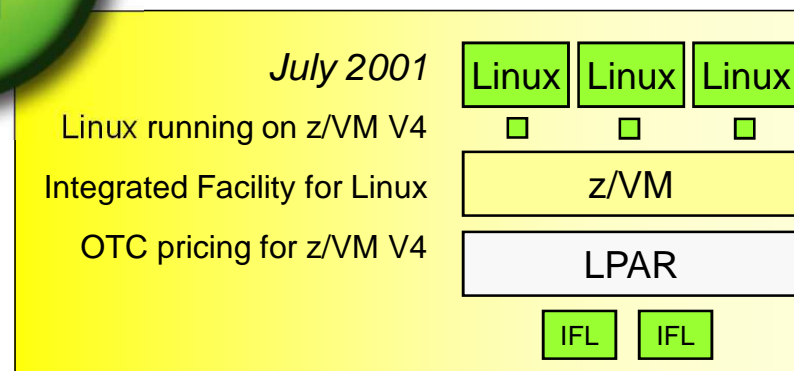 July 2001
Linux running on z/VM V4
Integrated Facility for Linux
OTC pricing for z/VM V4
Linux Linux Linux
z/VM
LPAR
IFL IFL